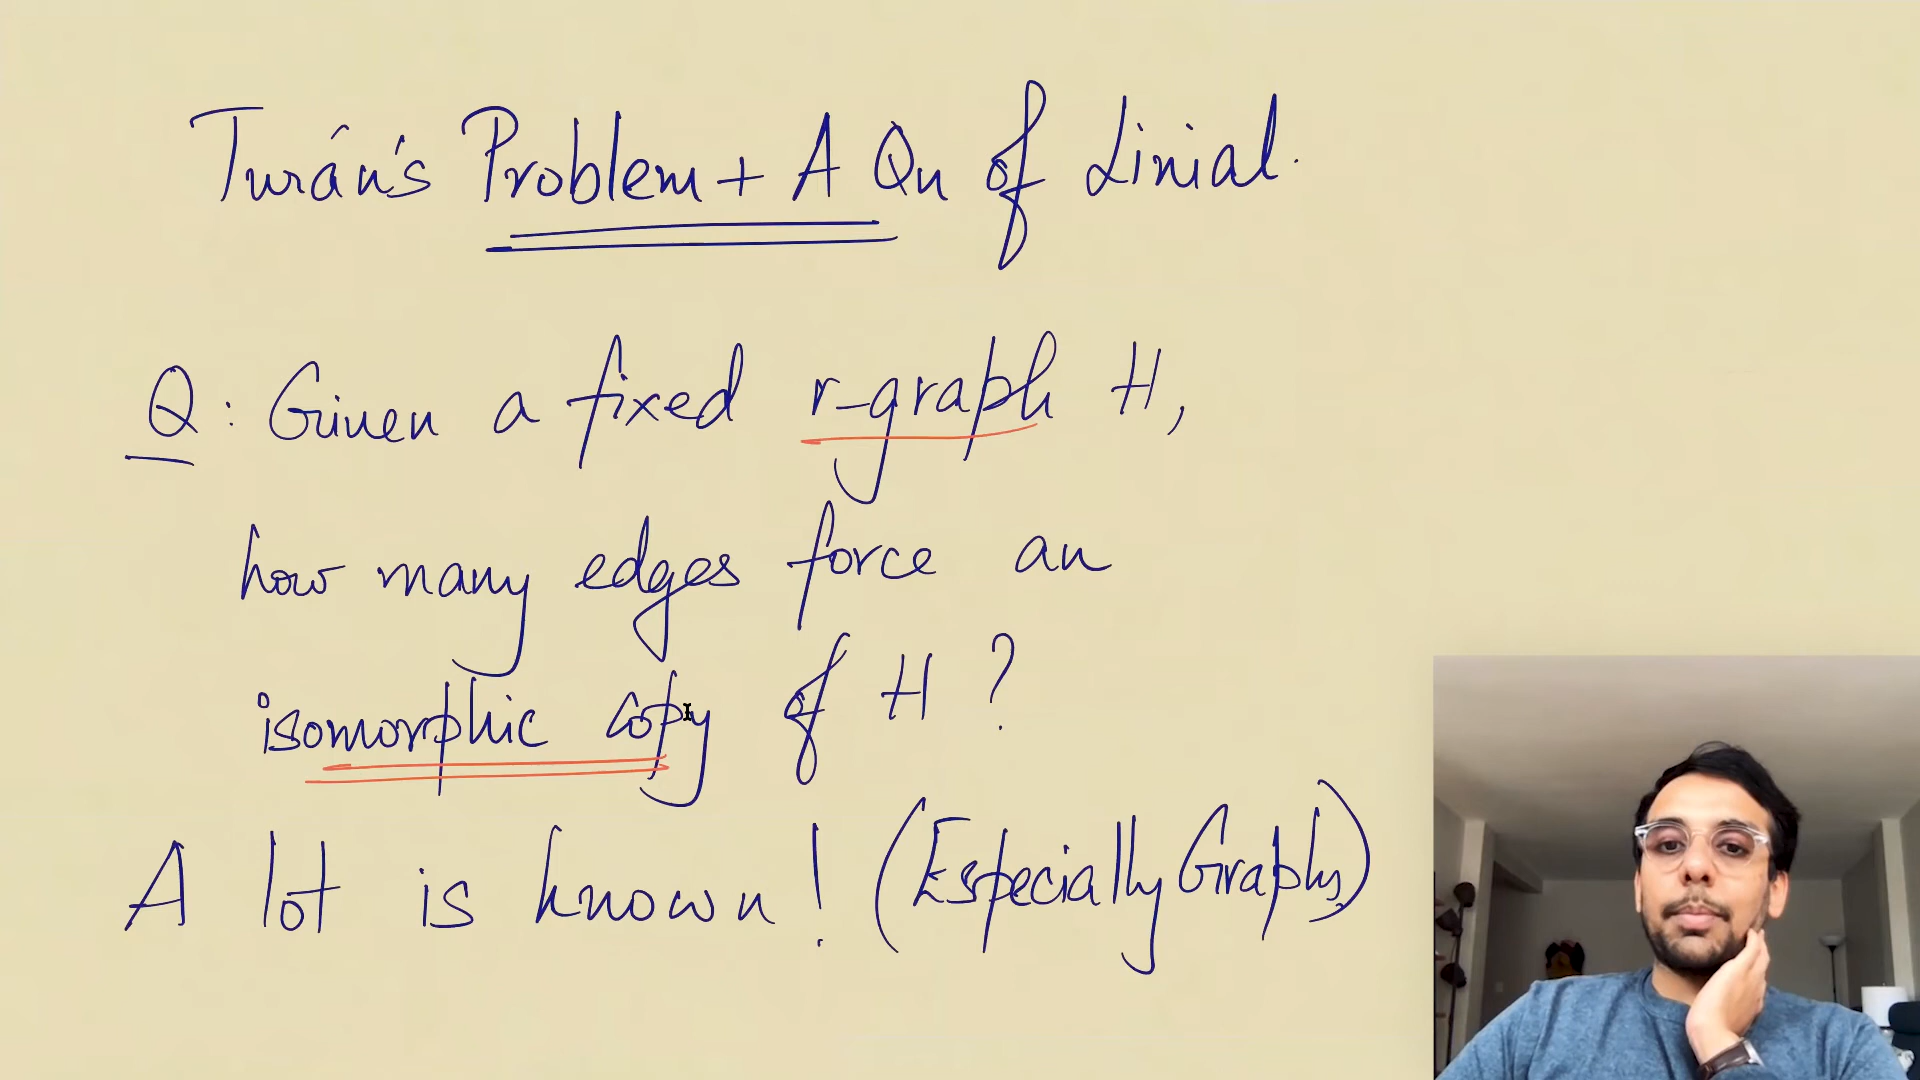 Turán's Problem + A Qn of Linial.
Q: Given a fixed r-graph H,
how many edges force an
isomorphic copy of H?
A lot is known! (Especially Graphs)